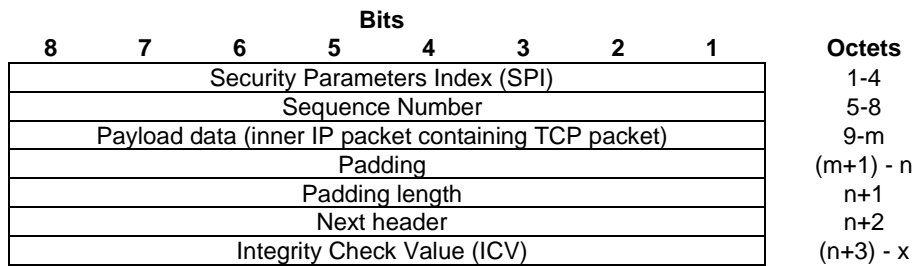 Bits
8 7 6 5 4 3 2 1 Octets
Security Parameters Index (SPI) 1-4
Sequence Number 5-8
Payload data (inner IP packet containing TCP packet) 9-m
Padding (m+1) - n
Padding length n+1
Next header n+2
Integrity Check Value (ICV) (n+3) - x